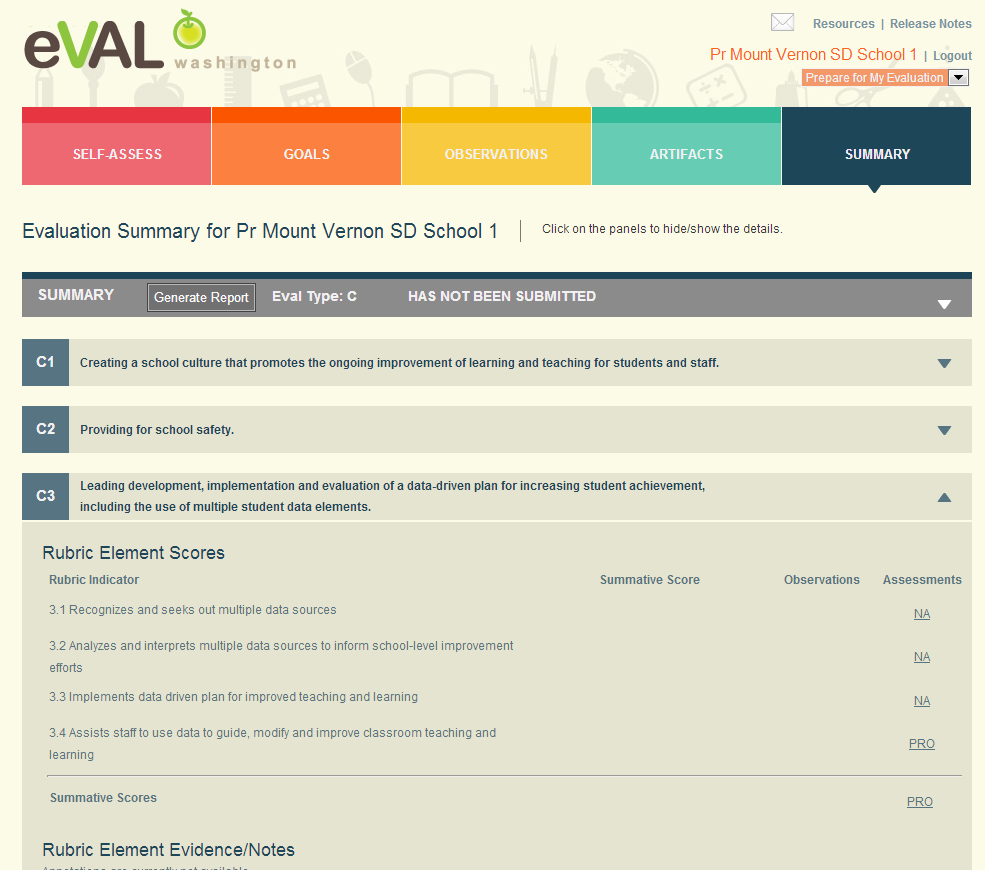 eVAL
washington
Resources | Release Notes
Pr Mount Vernon SD School 1 | Logout
Prepare for My Evaluation
SELF-ASSESS
GOALS
OBSERVATIONS
ARTIFACTS
SUMMARY
Evaluation Summary for Pr Mount Vernon SD School 1
Click on the panels to hide/show the details.
SUMMARY
Generate Report
Eval Type: C
HAS NOT BEEN SUBMITTED
C1
Creating a school culture that promotes the ongoing improvement of learning and teaching for students and staff.
C2
Providing for school safety.
C3
Leading development, implementation and evaluation of a data-driven plan for increasing student achievement,
including the use of multiple student data elements.
Rubric Element Scores
Rubric Indicator
Summative Score
Observations
Assessments
3.1 Recognizes and seeks out multiple data sources
NA
3.2 Analyzes and interprets multiple data sources to inform school-level improvement
efforts
NA
3.3 Implements data driven plan for improved teaching and learning
NA
3.4 Assists staff to use data to guide, modify and improve classroom teaching and
learning
PRO
Summative Scores
PRO
Rubric Element Evidence/Notes
Annotations are currently not available